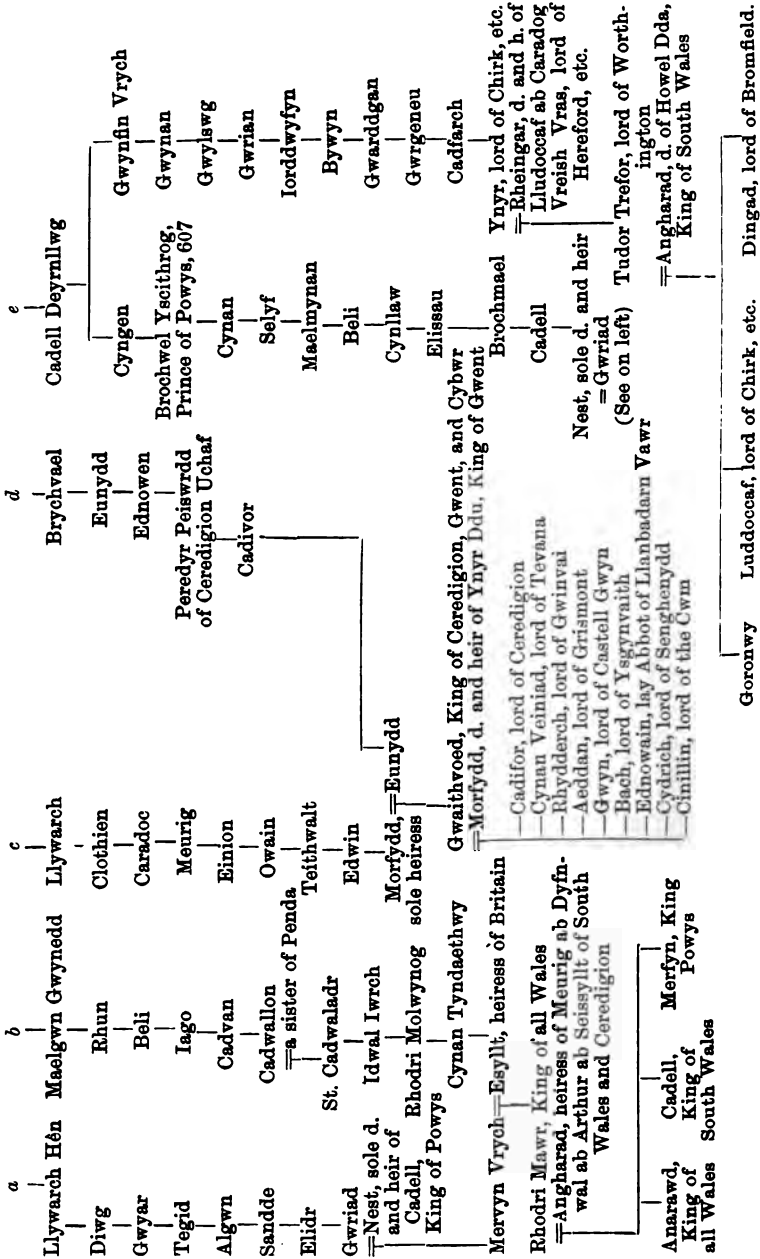 a
Llywarch Hên
Diwg
Gwyar
Tegid
Algwn
Sandde
Elidr
Gwriad
=Nest, sole d.
and heir of
Cadell,
King of Powys
b
Maelgwn Gwynedd
Rhun
Beli
Iago
Cadvan
Cadwallon
=a sister of Penda
St. Cadwaladr
Idwal Iwrch
Rhodri Molwynog
Cynan Tyndaethwy
Mervyn Vrych=Esyllt, heiress of Britain
Rhodri Mawr, King of all Wales
=Angharad, heiress of Meurig ab Dyfn-
wal ab Arthur ab Seissyllt of South
Wales and Ceredigion
Anarawd,
King of
all Wales
Cadell,
King of
South Wales
Merfyn, King
Powys
c
Llywarch
Clothien
Caradoc
Meurig
Einion
Owain
Teithwalt
Edwin
Morfydd,
sole heiress
=Eunydd
d
Brychvael
Eunydd
Ednowen
Peredyr Peiswrdd
of Ceredigion Uchaf
Cadivor
Gwaithvoed, King of Ceredigion, Gwent, and Cybwr
=Morfydd, d. and heir of Ynyr Ddu, King of Gwent
Cadifor, lord of Ceredigion
Cynan Veiniad, lord of Tevana
Rhydderch, lord of Gwinvai
Aeddan, lord of Grismont
Gwyn, lord of Castell Gwyn
Bach, lord of Ysgynvaith
Ednowain, lay Abbot of Llanbadarn Vawr
Cydrich, lord of Senghenydd
Cinillin, lord of the Cwm
e
Cadell Deyrnllwg
Cyngen
Brochwel Yscithrog,
Prince of Powys, 607
Cynan
Selyf
Maelmynan
Beli
Cynllaw
Elissau
Brochmael
Cadell
Nest, sole d. and heir
=Gwriad
(See on left)
Gwynfin Vrych
Gwynan
Gwylswg
Gwrian
Iorddwyfyn
Bywyn
Gwarddgan
Gwrgeneu
Cadfarch
Ynyr, lord of Chirk, etc.
=Rheingar, d. and h. of
Lludoccaf ab Caradog
Vreish Vras, lord of
Hereford, etc.
Tudor Trefor, lord of Worth-
ington
=Angharad, d. of Howel Dda,
King of South Wales
Goronwy
Luddoccaf, lord of Chirk, etc.
Dingad, lord of Bromfield.